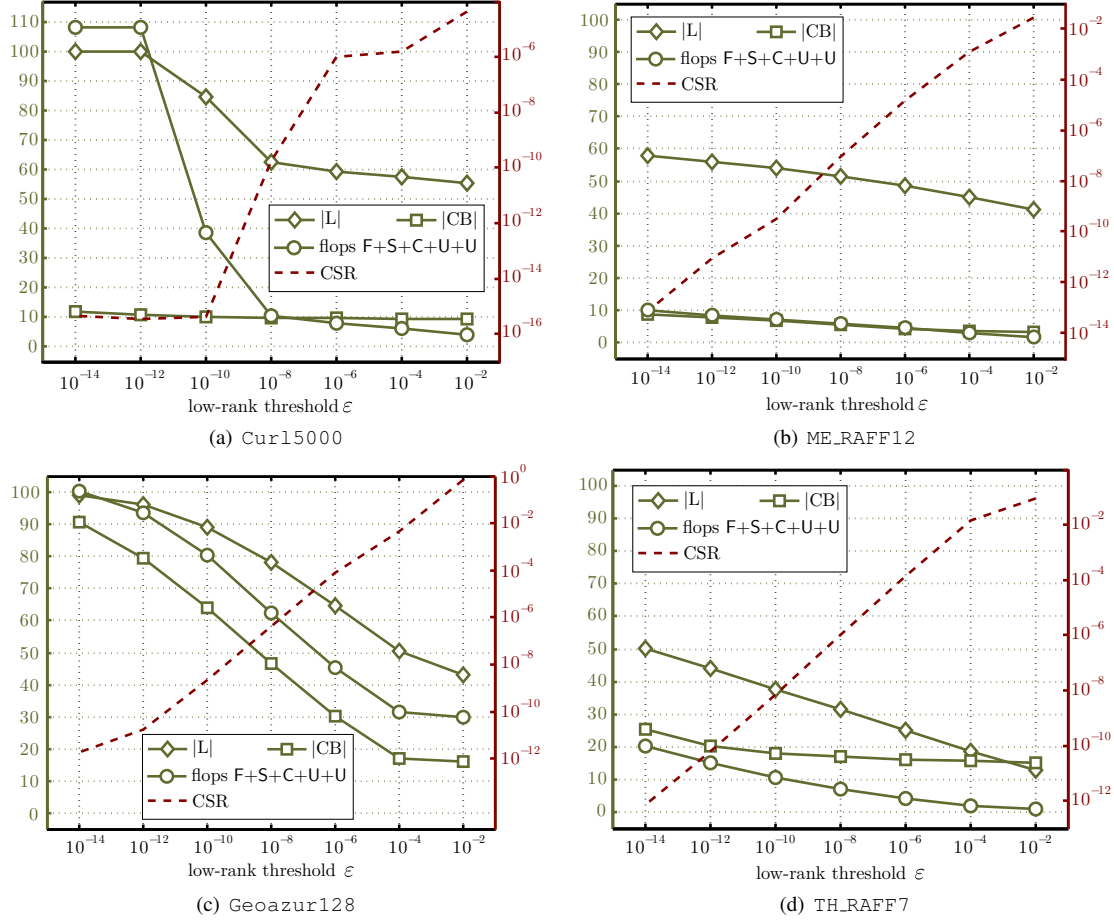 110
100
90
80
70
60
50
40
30
20
10
0
10⁻⁶
10⁻⁸
10⁻¹⁰
10⁻¹²
10⁻¹⁴
10⁻¹⁶
|L| |CB|
flops F+S+C+U+U
CSR
10⁻¹⁴ 10⁻¹² 10⁻¹⁰ 10⁻⁸ 10⁻⁶ 10⁻⁴ 10⁻²
low-rank threshold ε
(a) Curl5000
100
90
80
70
60
50
40
30
20
10
0
10⁻²
10⁻⁴
10⁻⁶
10⁻⁸
10⁻¹⁰
10⁻¹²
10⁻¹⁴
|L| |CB|
flops F+S+C+U+U
CSR
10⁻¹⁴ 10⁻¹² 10⁻¹⁰ 10⁻⁸ 10⁻⁶ 10⁻⁴ 10⁻²
low-rank threshold ε
(b) ME_RAFF12
100
90
80
70
60
50
40
30
20
10
0
10⁰
10⁻²
10⁻⁴
10⁻⁶
10⁻⁸
10⁻¹⁰
10⁻¹²
|L| |CB|
flops F+S+C+U+U
CSR
10⁻¹⁴ 10⁻¹² 10⁻¹⁰ 10⁻⁸ 10⁻⁶ 10⁻⁴ 10⁻²
low-rank threshold ε
(c) Geoazur128
100
90
80
70
60
50
40
30
20
10
0
10⁻²
10⁻⁴
10⁻⁶
10⁻⁸
10⁻¹⁰
10⁻¹²
|L| |CB|
flops F+S+C+U+U
CSR
10⁻¹⁴ 10⁻¹² 10⁻¹⁰ 10⁻⁸ 10⁻⁶ 10⁻⁴ 10⁻²
low-rank threshold ε
(d) TH_RAFF7